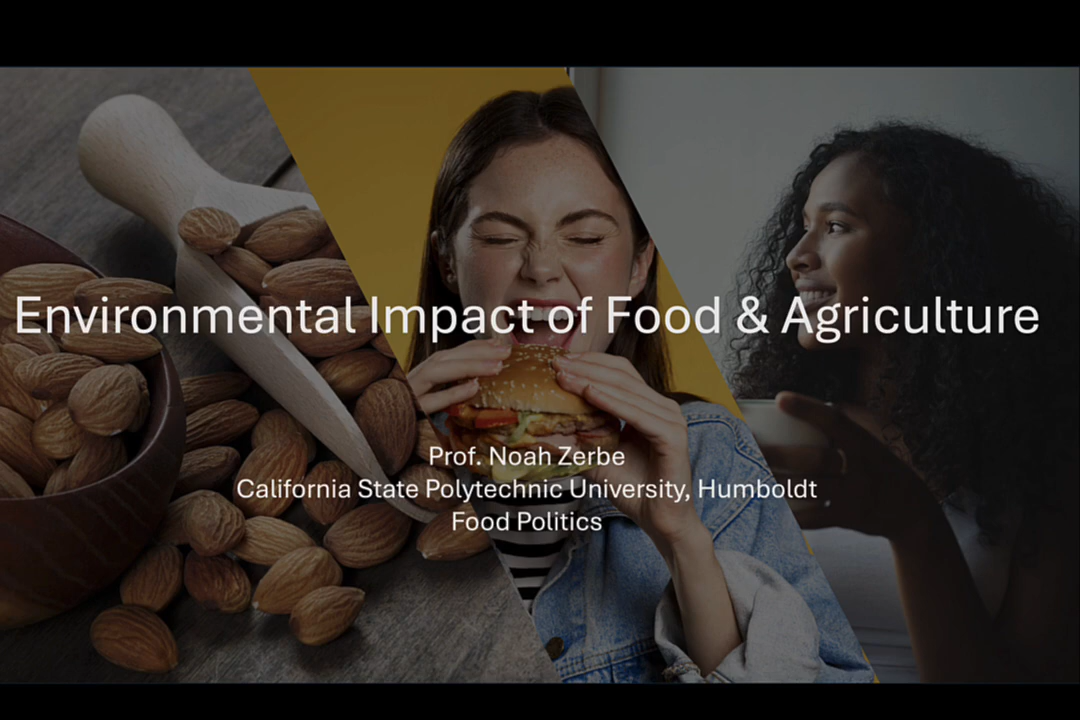 Environmental Impact of Food & Agriculture
Prof. Noah Zerbe
California State Polytechnic University, Humboldt
Food Politics